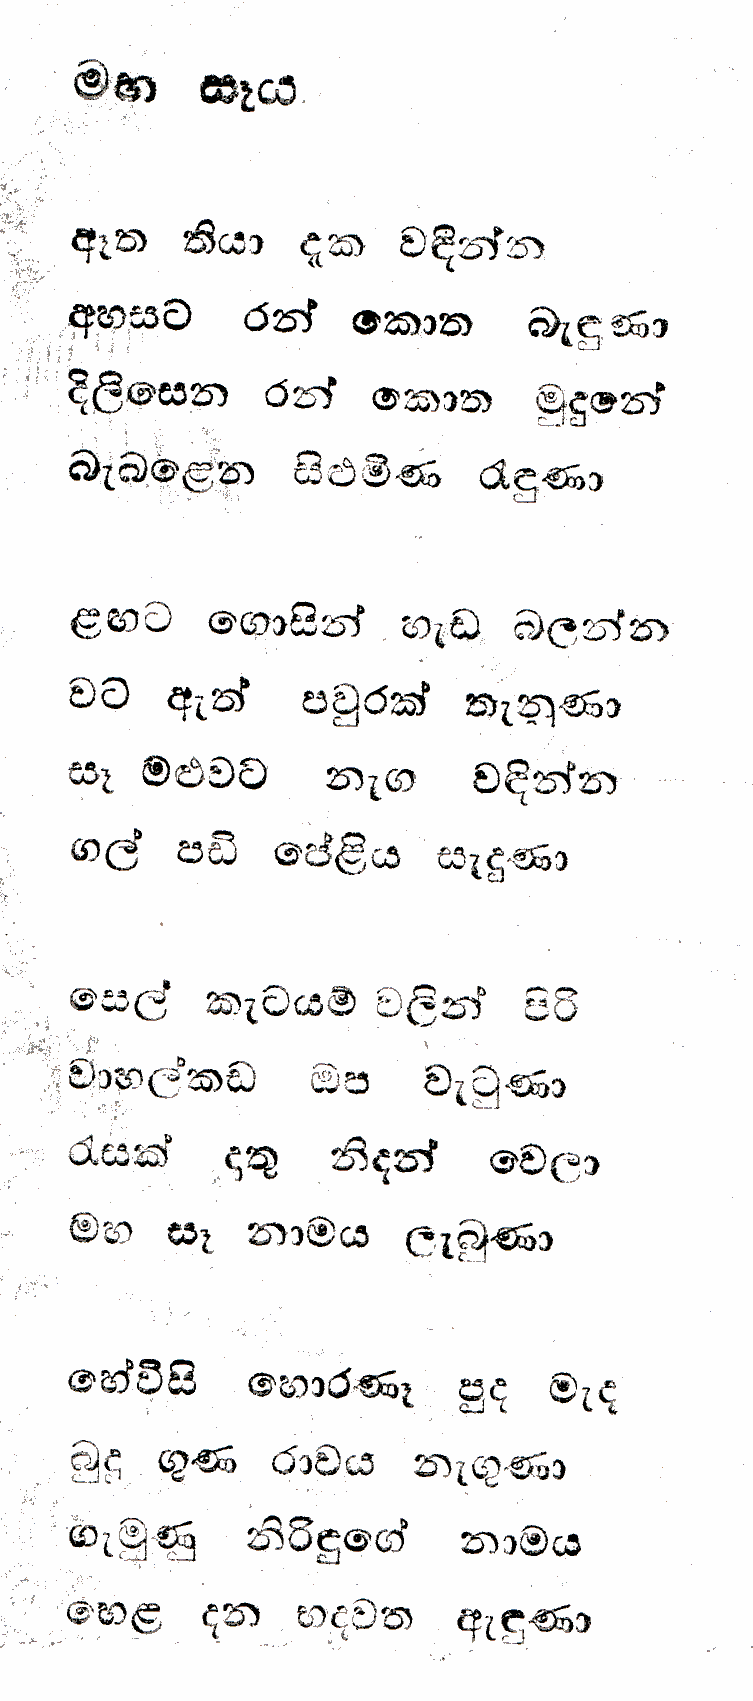 මහ සෑය
ඈත තියා දැක වඳින්න
අහසට රන් කොත බැඳුණා
දිලිසෙන රන් කොත මුදුනේ
බැබළෙන සිළුමිණ රැඳුණා
ළඟට ගොසින් හැඩ බලන්න
වට ඇත් පවුරක් තැනුණා
සෑ මළුවට නැග වඳින්න
ගල් පඩි පේළිය සෑදුණා
සෙල් කැටයම් වලින් පිරි
වාහල්කඩ ඔප වැටුණා
රැසක් දාතු නිදන් වෙලා
මහ සෑ නාමය ලැබුණා
හේවිසි හොරණෑ පුද මැද
බුදු ගුණ රාවය නැගුණා
ගැමුණු නිරිඳුගේ නාමය
හෙළ දන හදවත ඇඳුණා